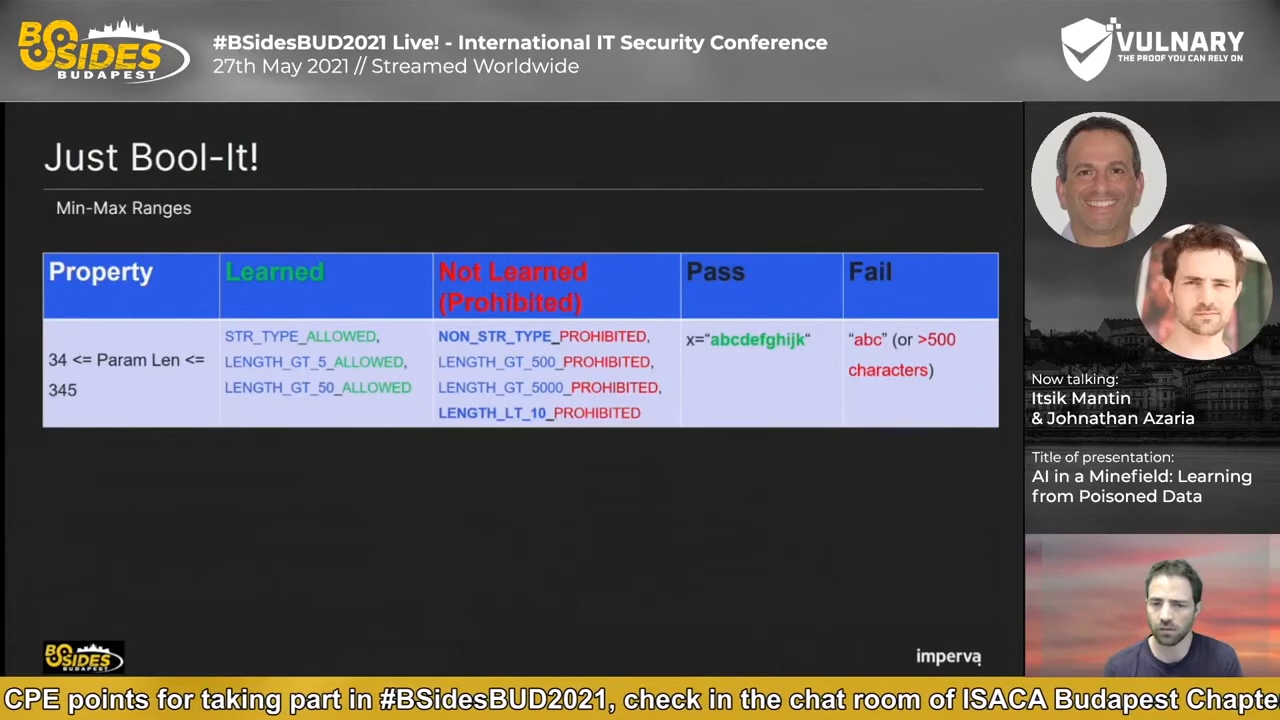 BSIDES
BUDAPEST
#BSidesBUD2021 Live! - International IT Security Conference
27th May 2021 // Streamed Worldwide
VULNARY
THE PROOF YOU CAN RELY ON
Just Bool-It!
Min-Max Ranges
Property
Learned
Not Learned
(Prohibited)
Pass
Fail
34 <= Param Len <=
345
STR_TYPE_ALLOWED,
LENGTH_GT_5_ALLOWED,
LENGTH_GT_50_ALLOWED
NON_STR_TYPE_PROHIBITED,
LENGTH_GT_500_PROHIBITED,
LENGTH_GT_5000_PROHIBITED,
LENGTH_LT_10_PROHIBITED
x=“abcdefghijk“
“abc” (or >500
characters)
Now talking:
Itsik Mantin
& Johnathan Azaria
Title of presentation:
AI in a Minefield: Learning
from Poisoned Data
BSIDES
BUDAPEST
imperva
CPE points for taking part in #BSidesBUD2021, check in the chat room of ISACA Budapest Chapte